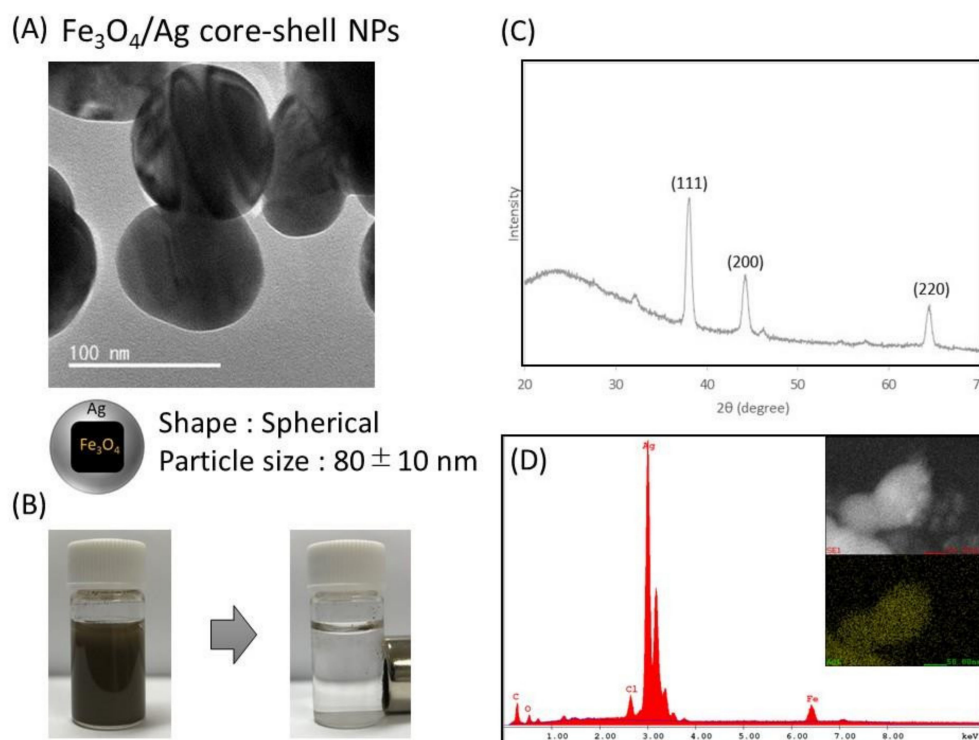 (A) Fe₃O₄/Ag core-shell NPs
100 nm
Ag
Fe₃O₄
Shape : Spherical
Particle size : 80 ± 10 nm
(B)
(C)
Intensity
(111)
(200)
(220)
20 30 40 50 60 7
2θ (degree)
(D)
Ag
C
O
Cl
Fe
1.00 2.00 3.00 4.00 5.00 6.00 7.00 8.00 keV